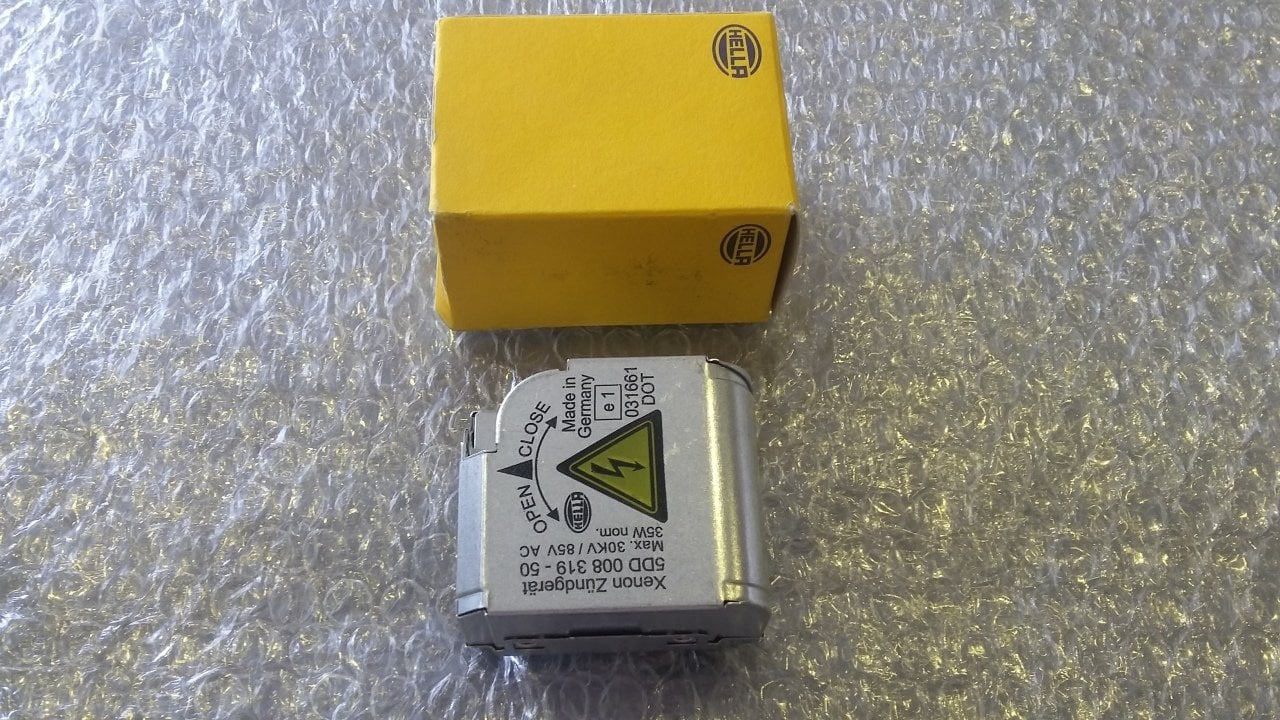 HELLA
HELLA
Made in
Germany
e 1
031661
DOT
OPEN CLOSE
HELLA
Xenon Zündgerät
5DD 008 319 - 50
Max. 30KV / 85V AC
35W nom.